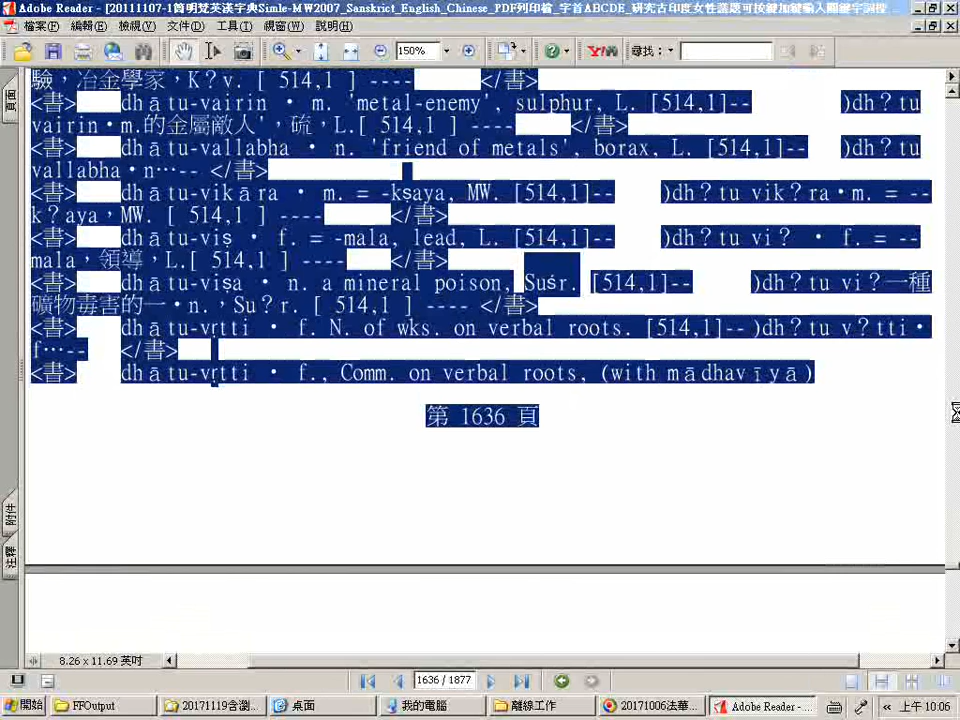 Adobe Reader - [20111107-1簡明梵英漢字典Simle-MW2007_Sanskrict_English_Chinese_PDF列印檔_字首ABCDE_研究古印度女性議題可按鍵加鍵輸入關鍵字詞搜
檔案(F) 編輯(E) 檢視(V) 文件(D) 工具(T) 視窗(W) 說明(H)
150% Y! 尋找：
頁面
驗，冶金學家，K？v. [ 514,1 ] ---- </書>
<書> dhātu-vairin • m. 'metal-enemy', sulphur, L. [514,1]-- )dh？tu
vairin•m.的金屬敵人'，硫，L.[ 514,1 ] ---- </書>
<書> dhātu-vallabha • n. 'friend of metals', borax, L. [514,1]-- )dh？tu
vallabha•n…-- </書>
<書> dhātu-vikāra • m. = -kṣaya, MW. [514,1]-- )dh？tu vik？ra•m. = --
k？aya，MW. [ 514,1 ] ---- </書>
<書> dhātu-viṣ • f. = -mala, lead, L. [514,1]-- )dh？tu vi？ • f. = --
mala，領導，L.[ 514,1 ] ---- </書>
<書> dhātu-viṣa • n. a mineral poison, Suśr. [514,1]-- )dh？tu vi？一種
礦物毒害的一•n.，Su？r. [ 514,1 ] ---- </書>
<書> dhātu-vṛtti • f. N. of wks. on verbal roots. [514,1]-- )dh？tu v？tti•
f…-- </書>
<書> dhātu-vṛtti • f., Comm. on verbal roots, (with mādhavīyā)
第 1636 頁
附件
註釋
8.26 x 11.69 英吋
1636 / 1877
開始 FFOutput 20171119含瀏... 桌面 我的電腦 離線工作 20171006法華... Adobe Reader - ... « 上午 10:06